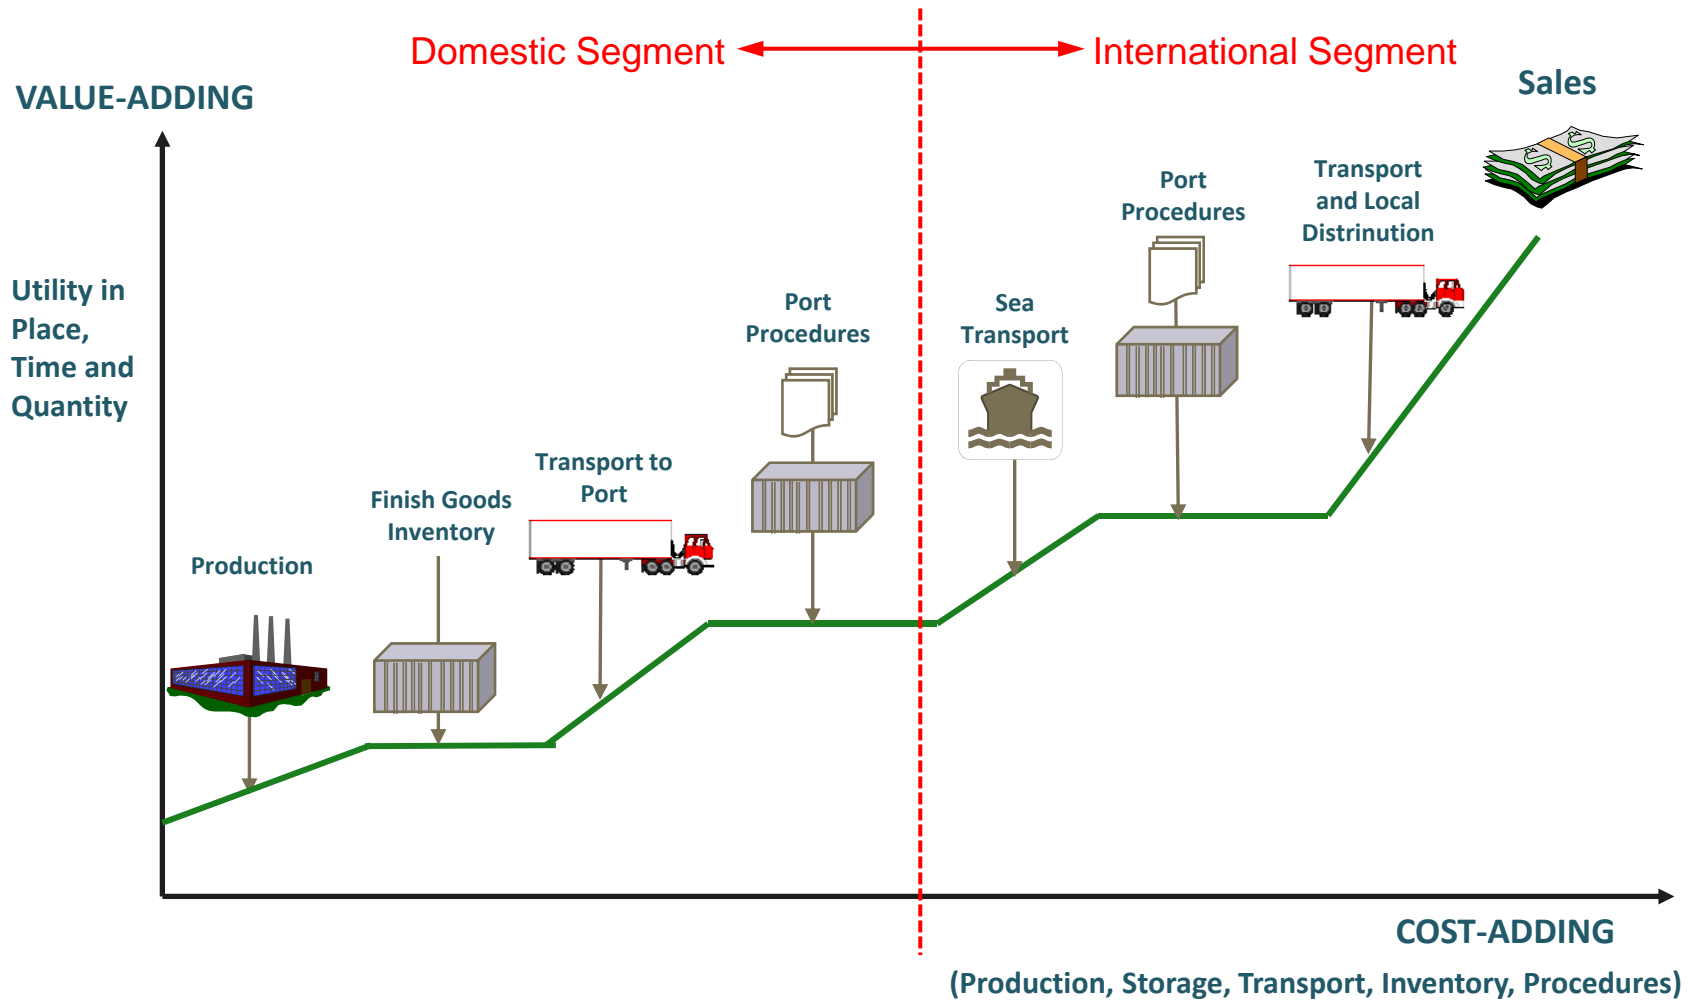 Domestic Segment
International Segment
VALUE-ADDING
Sales
Utility in
Place,
Time and
Quantity
Production
Finish Goods
Inventory
Transport to
Port
Port
Procedures
Sea
Transport
Port
Procedures
Transport
and Local
Distrinution
$ $
COST-ADDING
(Production, Storage, Transport, Inventory, Procedures)